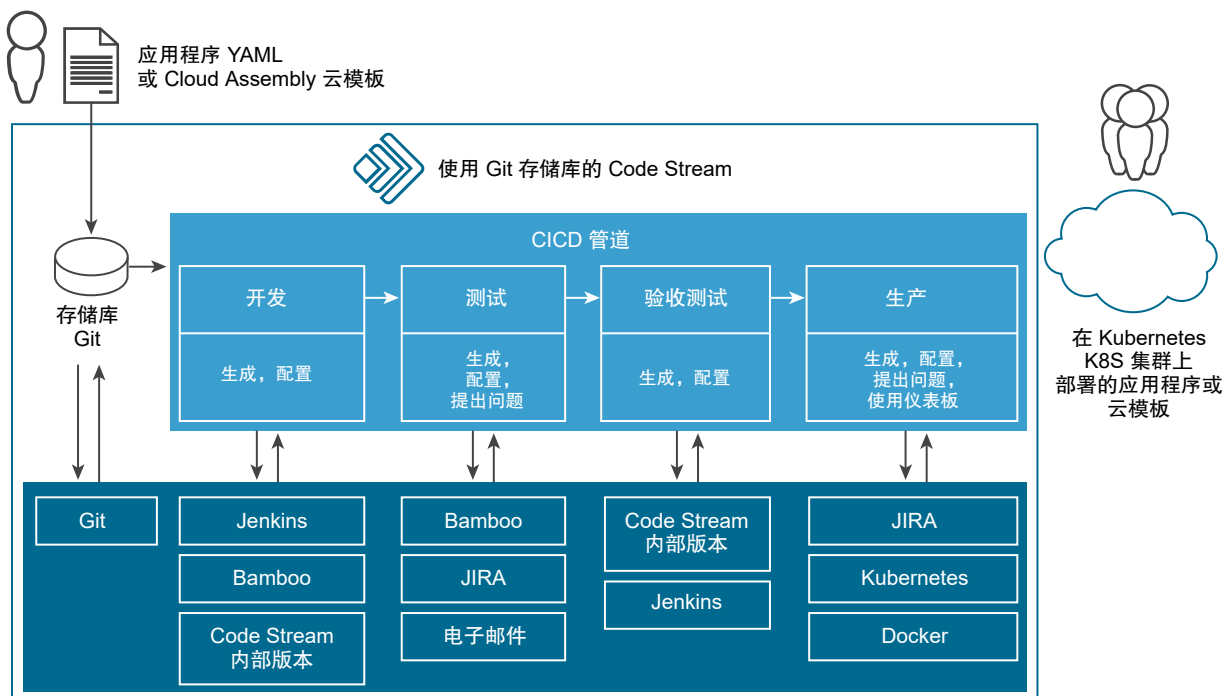 应用程序 YAML
或 Cloud Assembly 云模板
使用 Git 存储库的 Code Stream
CICD 管道
存储库
Git
开发
生成，配置
测试
生成，
配置，
提出问题
验收测试
生成，配置
生产
生成，配置，
提出问题，
使用仪表板
在 Kubernetes
K8S 集群上
部署的应用程序或
云模板
Git
Jenkins
Bamboo
Code Stream
内部版本
Bamboo
JIRA
电子邮件
Code Stream
内部版本
Jenkins
JIRA
Kubernetes
Docker